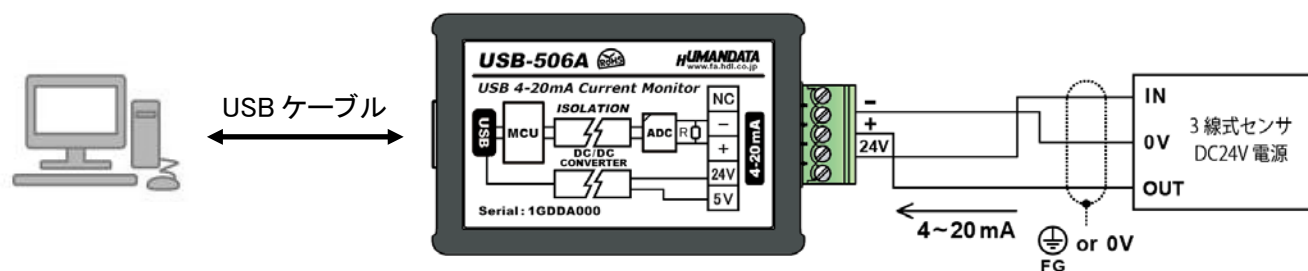 USB ケーブル
USB-506A RoHS HUMANDATA
www.fa.hdl.co.jp
USB 4-20mA Current Monitor
ISOLATION
USB
MCU
ADC
R
DC/DC
CONVERTER
NC
−
+
24V
5V
4-20mA
Serial : 1GDDA000
−
+
24V
4~20mA
FG
or 0V
IN
0V
OUT
3 線式センサ
DC24V 電源